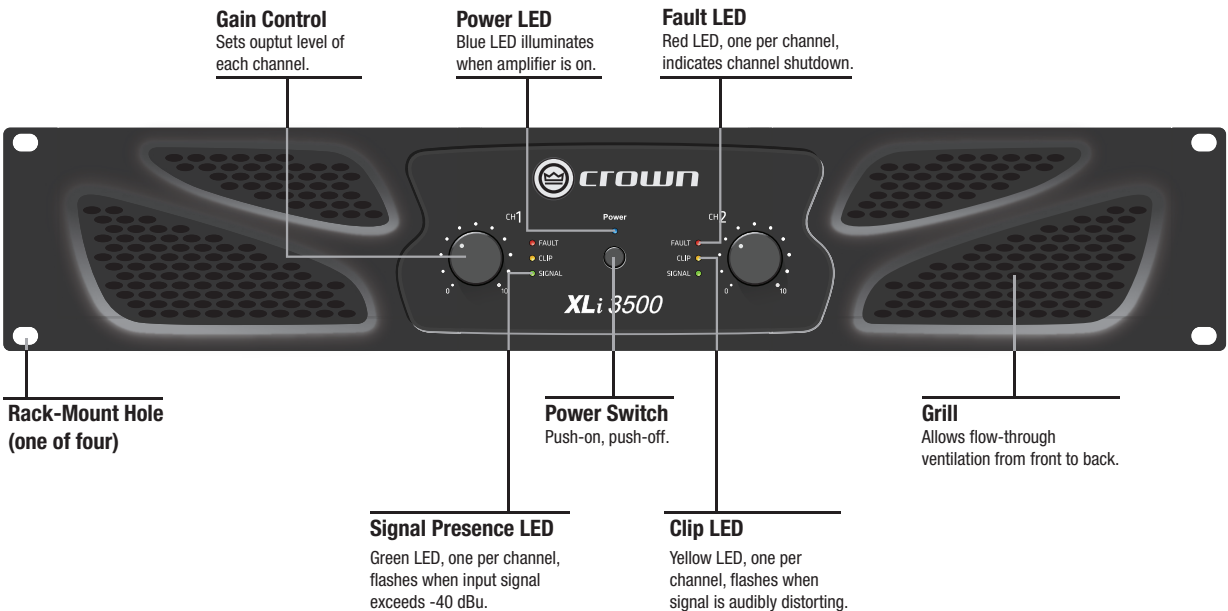 Gain Control
Sets ouptut level of
each channel.
Power LED
Blue LED illuminates
when amplifier is on.
Fault LED
Red LED, one per channel,
indicates channel shutdown.
crown
CH1
Power
CH2
FAULT
CLIP
SIGNAL
FAULT
CLIP
SIGNAL
0
10
0
10
XLi 3500
Rack-Mount Hole
(one of four)
Power Switch
Push-on, push-off.
Grill
Allows flow-through
ventilation from front to back.
Signal Presence LED
Green LED, one per channel,
flashes when input signal
exceeds -40 dBu.
Clip LED
Yellow LED, one per
channel, flashes when
signal is audibly distorting.